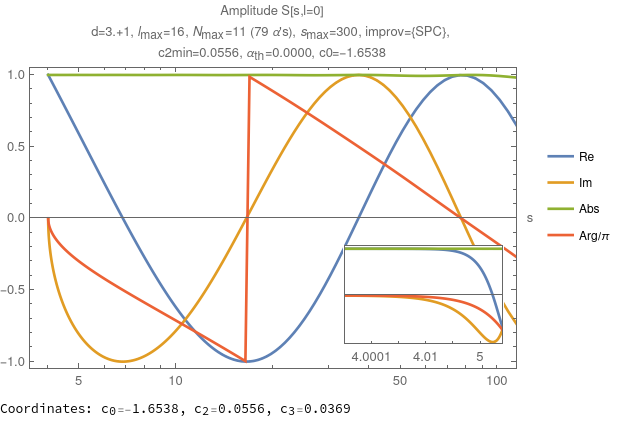 Amplitude S[s,l=0]
d=3.+1, lmax=16, Nmax=11 (79 α's), smax=300, improv={SPC},
c2min=0.0556, αth=0.0000, c0=-1.6538
1.0
0.5
0.0
-0.5
-1.0
5
10
50
100
s
4.0001
4.01
5
Re
Im
Abs
Arg/π
Coordinates: c0=-1.6538, c2=0.0556, c3=0.0369